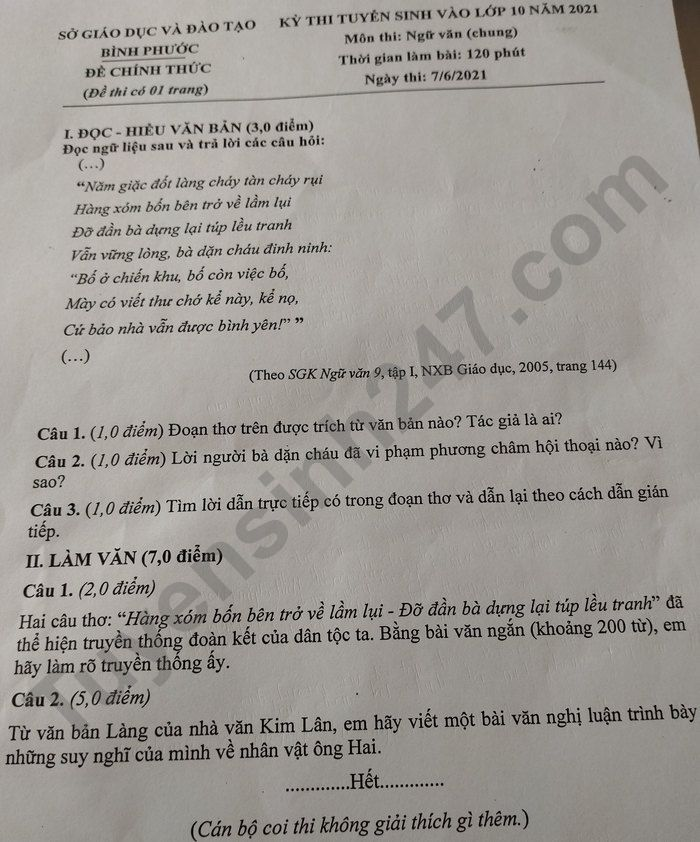 SỞ GIÁO DỤC VÀ ĐÀO TẠO
BÌNH PHƯỚC
ĐỀ CHÍNH THỨC
(Đề thi có 01 trang)
KỲ THI TUYỂN SINH VÀO LỚP 10 NĂM 2021
Môn thi: Ngữ văn (chung)
Thời gian làm bài: 120 phút
Ngày thi: 7/6/2021
I. ĐỌC - HIỂU VĂN BẢN (3,0 điểm)
Đọc ngữ liệu sau và trả lời các câu hỏi:
(…)
“Năm giặc đốt làng cháy tàn cháy rụi
Hàng xóm bốn bên trở về lầm lụi
Đỡ đần bà dựng lại túp lều tranh
Vẫn vững lòng, bà dặn cháu đinh ninh:
“Bố ở chiến khu, bố còn việc bố,
Mày có viết thư chớ kể này, kể nọ,
Cứ bảo nhà vẫn được bình yên!” ”
(…)
(Theo SGK Ngữ văn 9, tập I, NXB Giáo dục, 2005, trang 144)
Câu 1. (1,0 điểm) Đoạn thơ trên được trích từ văn bản nào? Tác giả là ai?
Câu 2. (1,0 điểm) Lời người bà dặn cháu đã vi phạm phương châm hội thoại nào? Vì
sao?
Câu 3. (1,0 điểm) Tìm lời dẫn trực tiếp có trong đoạn thơ và dẫn lại theo cách dẫn gián
tiếp.
II. LÀM VĂN (7,0 điểm)
Câu 1. (2,0 điểm)
Hai câu thơ: “Hàng xóm bốn bên trở về lầm lụi - Đỡ đần bà dựng lại túp lều tranh” đã
thể hiện truyền thống đoàn kết của dân tộc ta. Bằng bài văn ngắn (khoảng 200 từ), em
hãy làm rõ truyền thống ấy.
Câu 2. (5,0 điểm)
Từ văn bản Làng của nhà văn Kim Lân, em hãy viết một bài văn nghị luận trình bày
những suy nghĩ của mình về nhân vật ông Hai.
.............Hết.............
(Cán bộ coi thi không giải thích gì thêm.)
Tuyensinh247.com